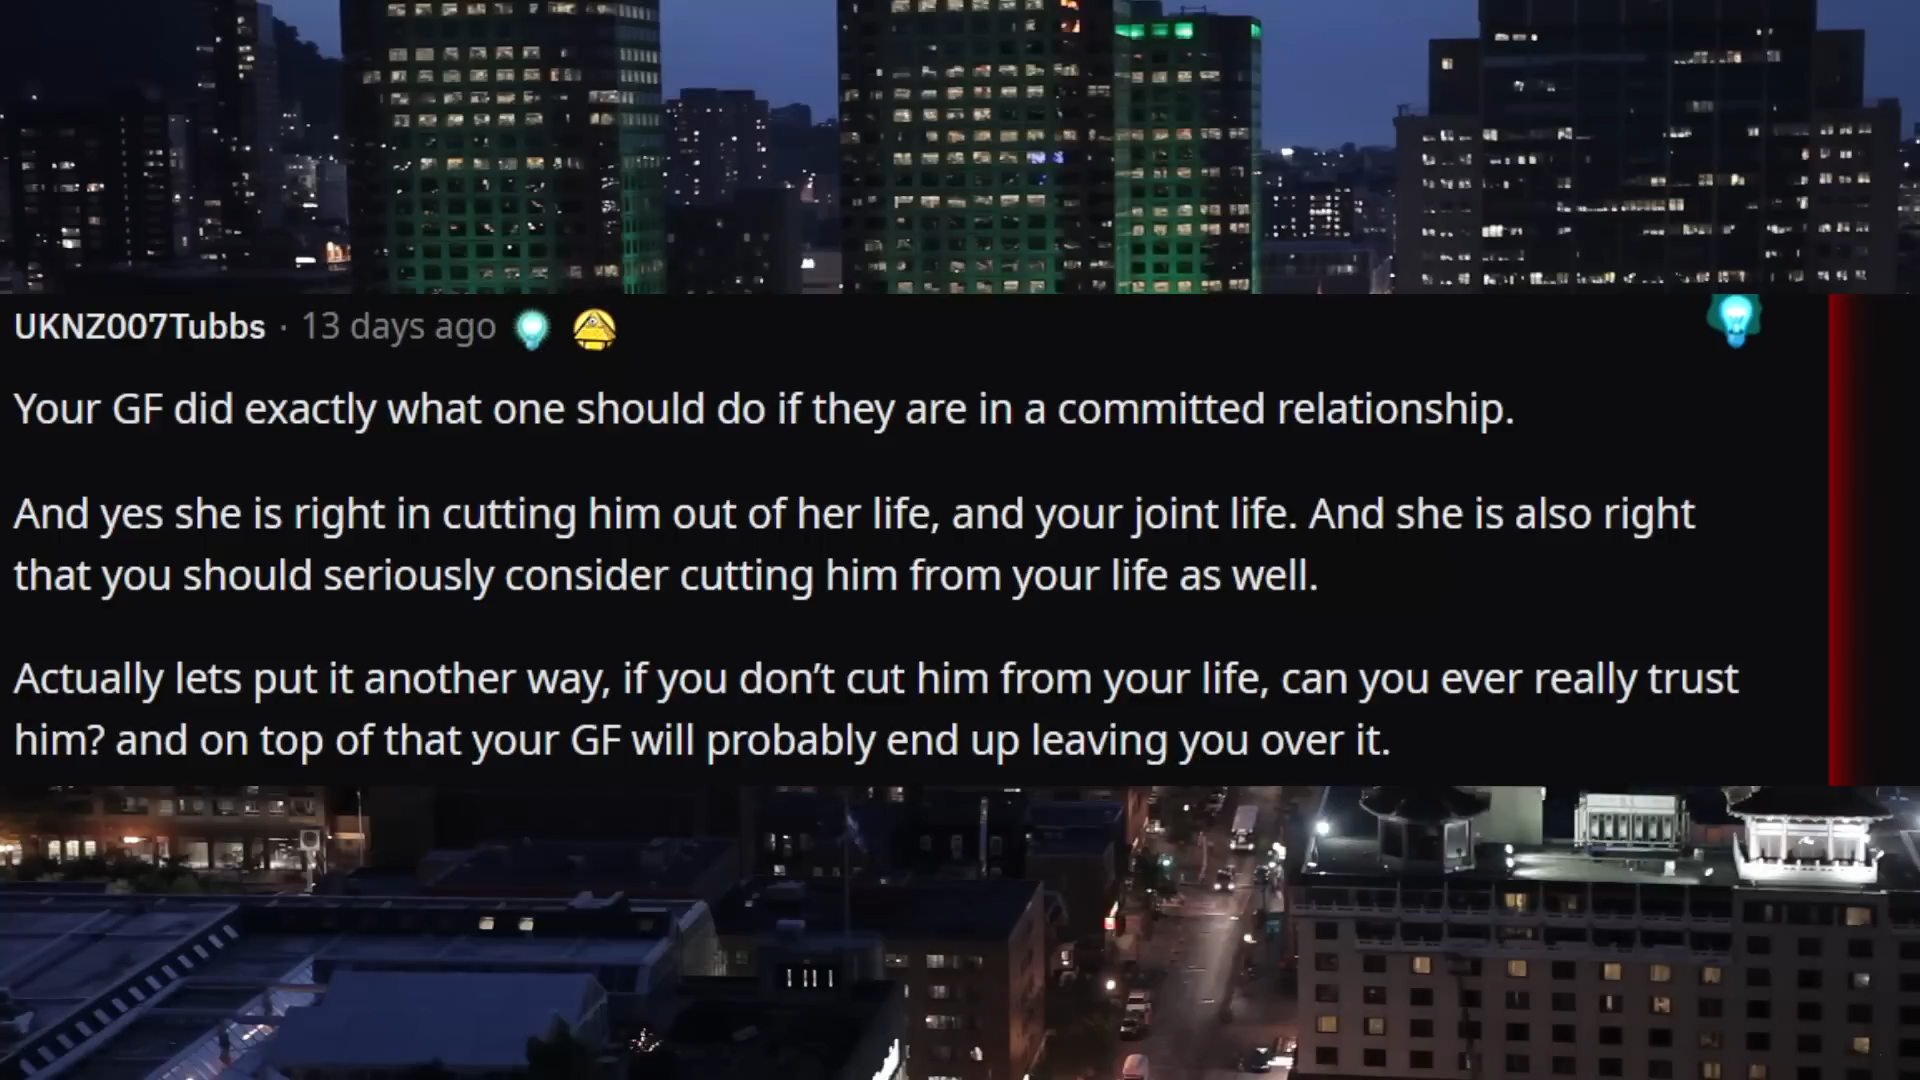 UKNZ007Tubbs · 13 days ago
Your GF did exactly what one should do if they are in a committed relationship.
And yes she is right in cutting him out of her life, and your joint life. And she is also right
that you should seriously consider cutting him from your life as well.
Actually lets put it another way, if you don’t cut him from your life, can you ever really trust
him? and on top of that your GF will probably end up leaving you over it.